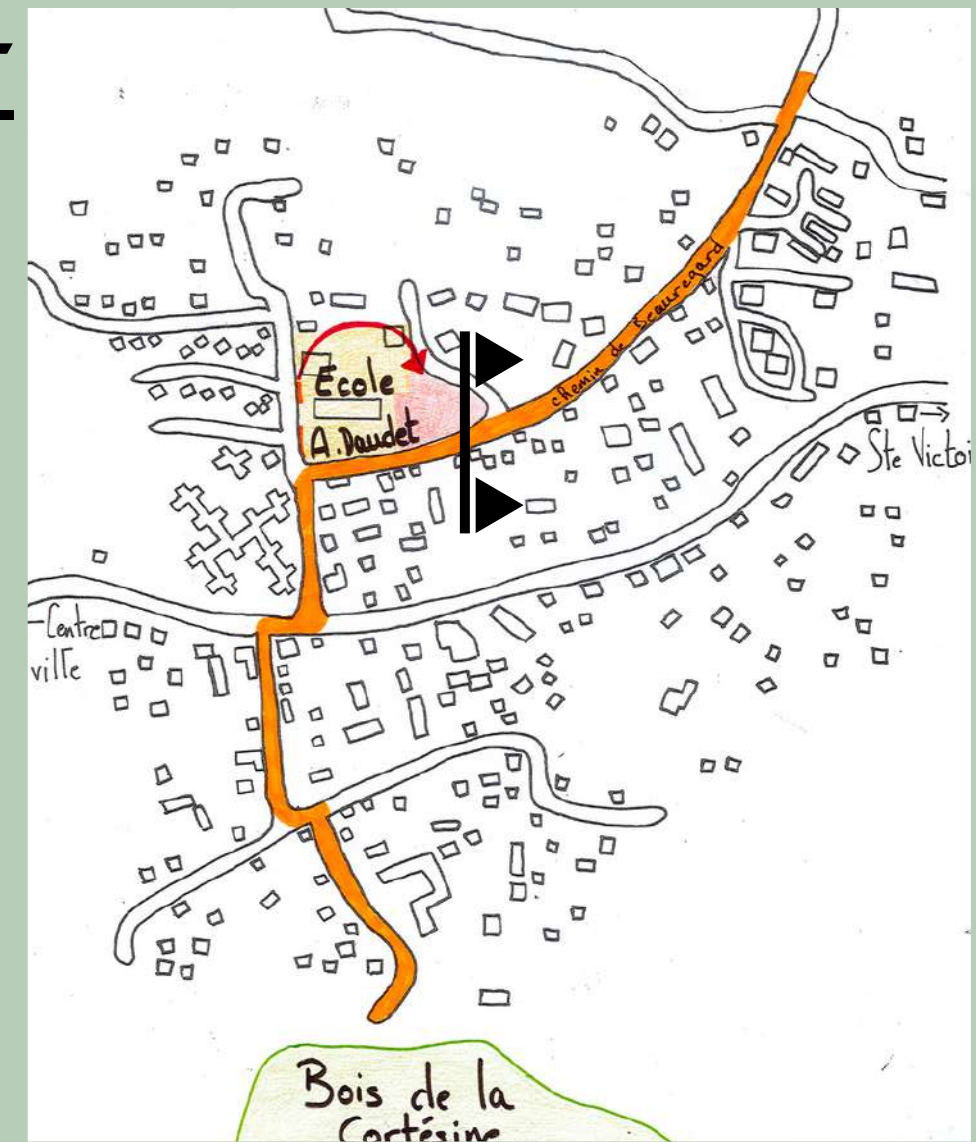 chemin de Beauregard
Ecole
A. Daudet
Centre
ville
Ste Victoi
Bois de la
Cortésine